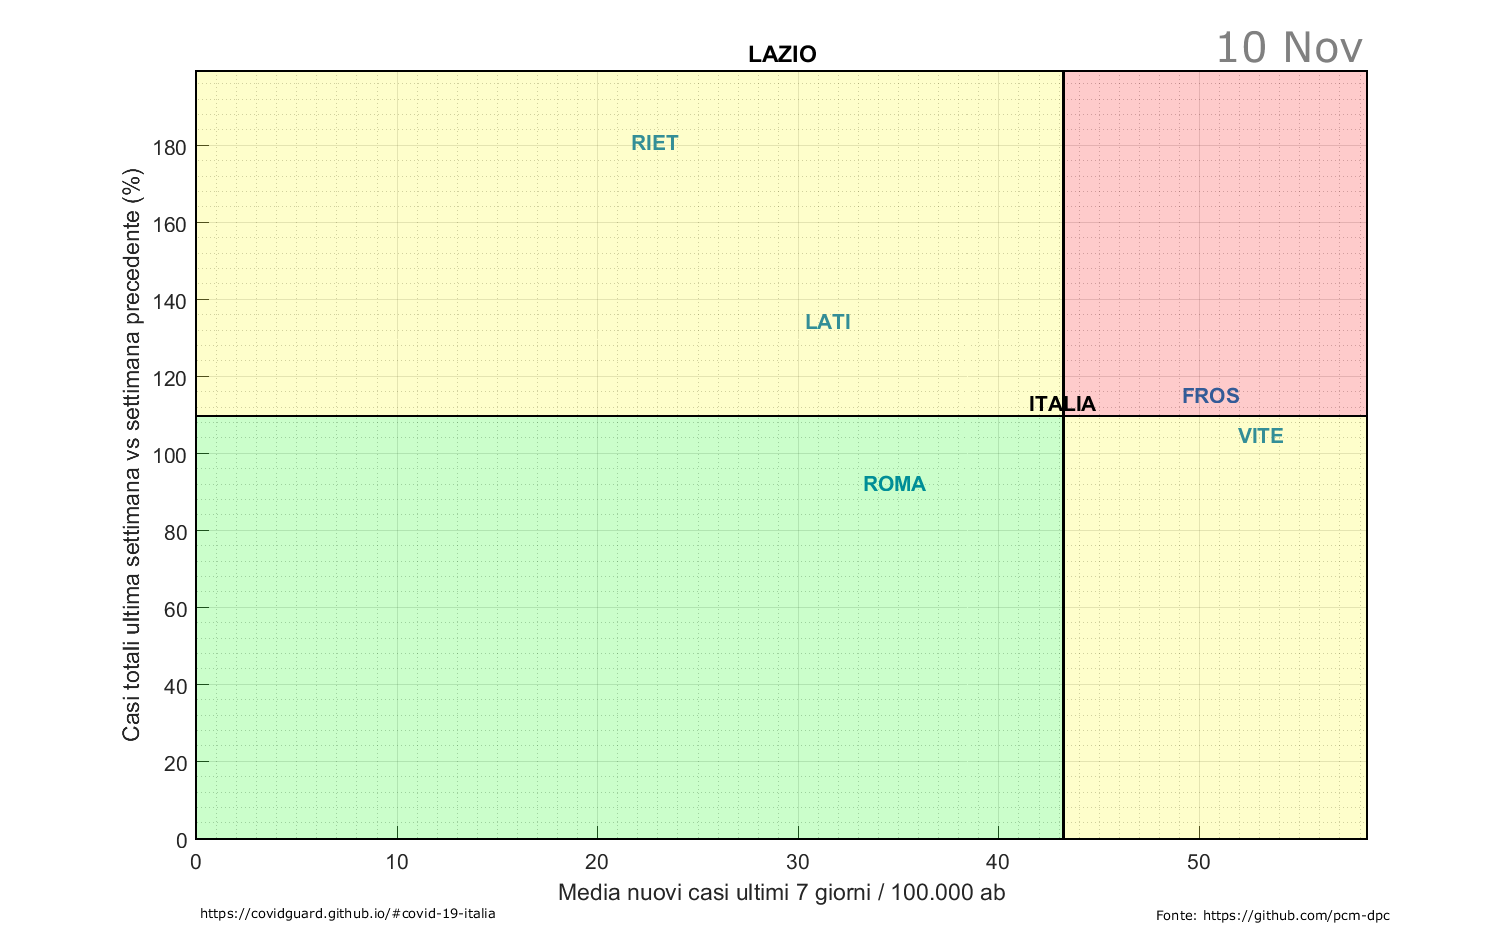 10 Nov
LAZIO
Casi totali ultima settimana vs settimana precedente (%)
180
160
140
120
100
80
60
40
20
0
RIET
LATI
ITALIA
FROS
VITE
ROMA
0 10 20 30 40 50
Media nuovi casi ultimi 7 giorni / 100.000 ab
https://covidguard.github.io/#covid-19-italia
Fonte: https://github.com/pcm-dpc